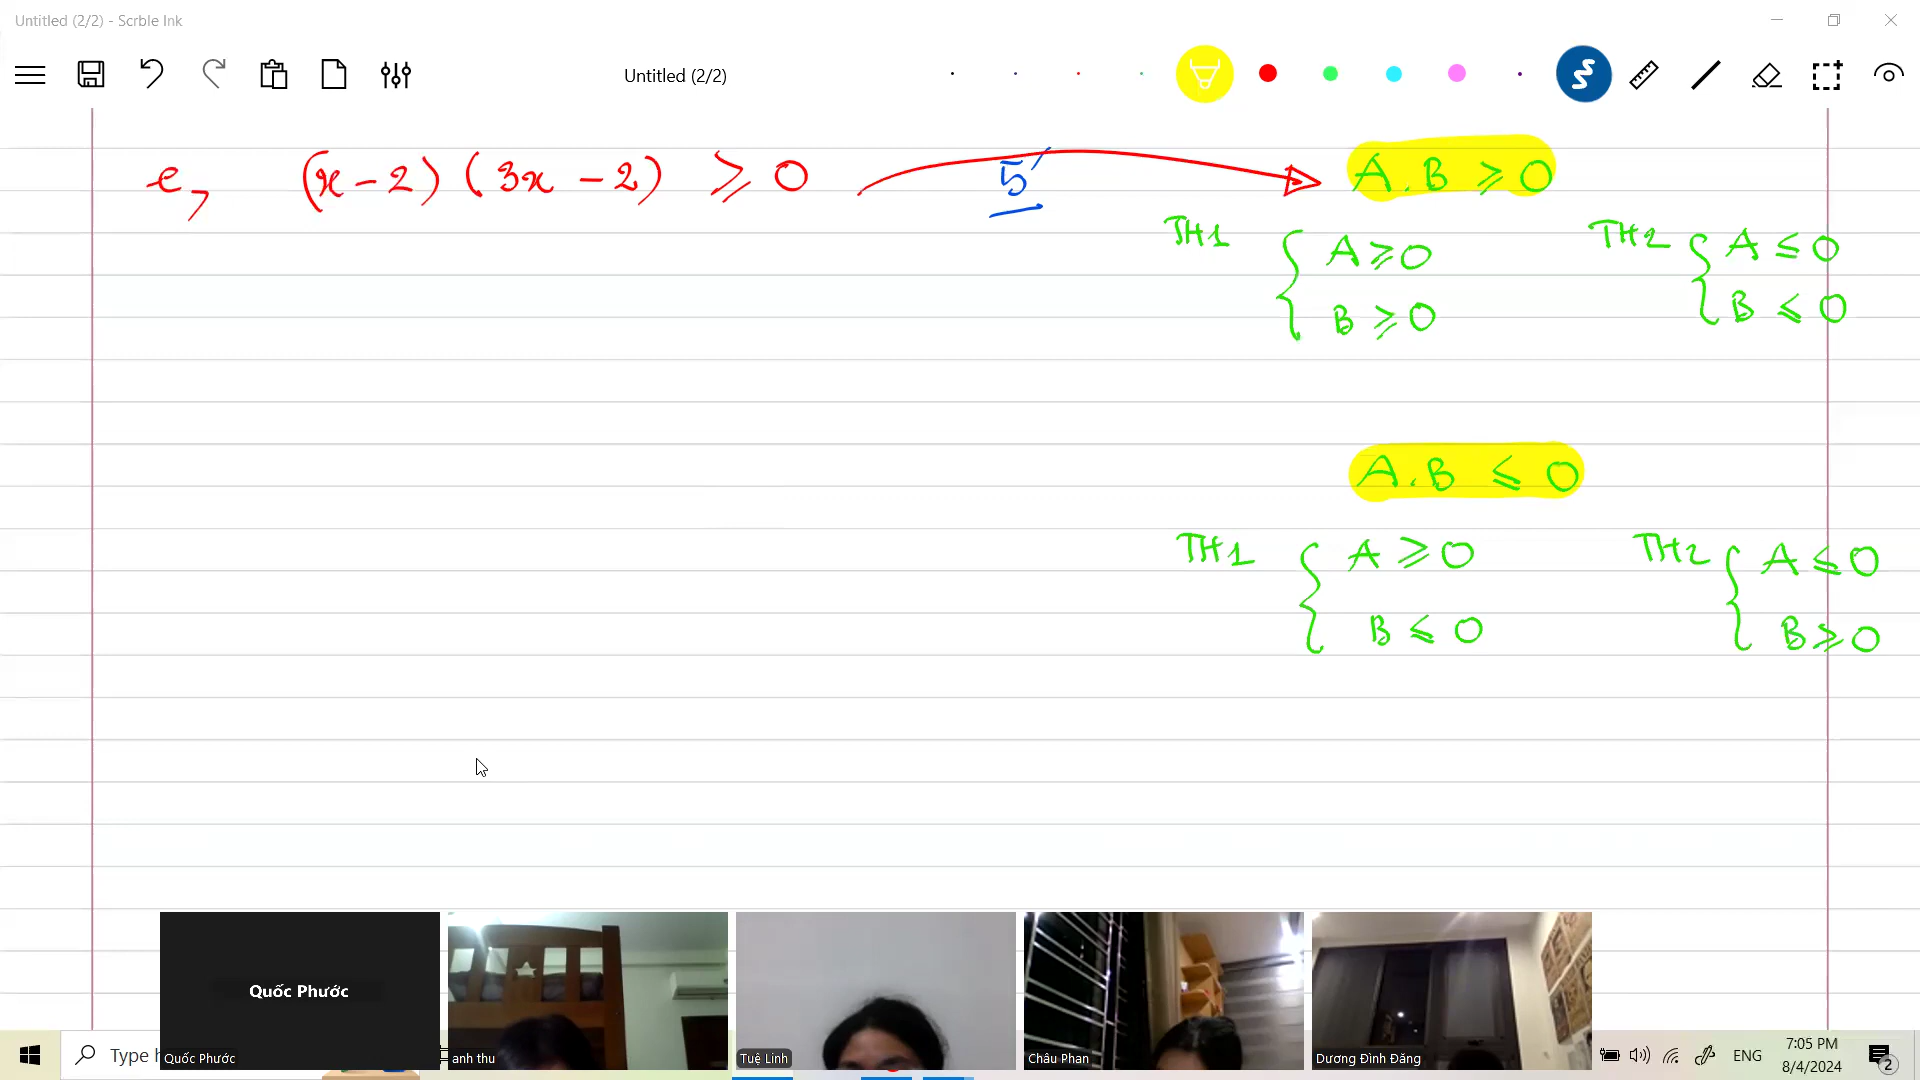 Untitled (2/2) - Scrble Ink
Untitled (2/2)
e, (x-2)(3x-2) ≥ 0 5' A.B ≥ 0
TH1 { A ≥ 0 TH2 { A ≤ 0
B ≥ 0 B ≤ 0
A.B ≤ 0
TH1 { A ≥ 0 TH2 { A ≤ 0
B ≤ 0 B ≥ 0
Quốc Phước
Quốc Phước
anh thu
Tuệ Linh
Châu Phan
Dương Đình Đăng
Type
ENG
7:05 PM
8/4/2024
2